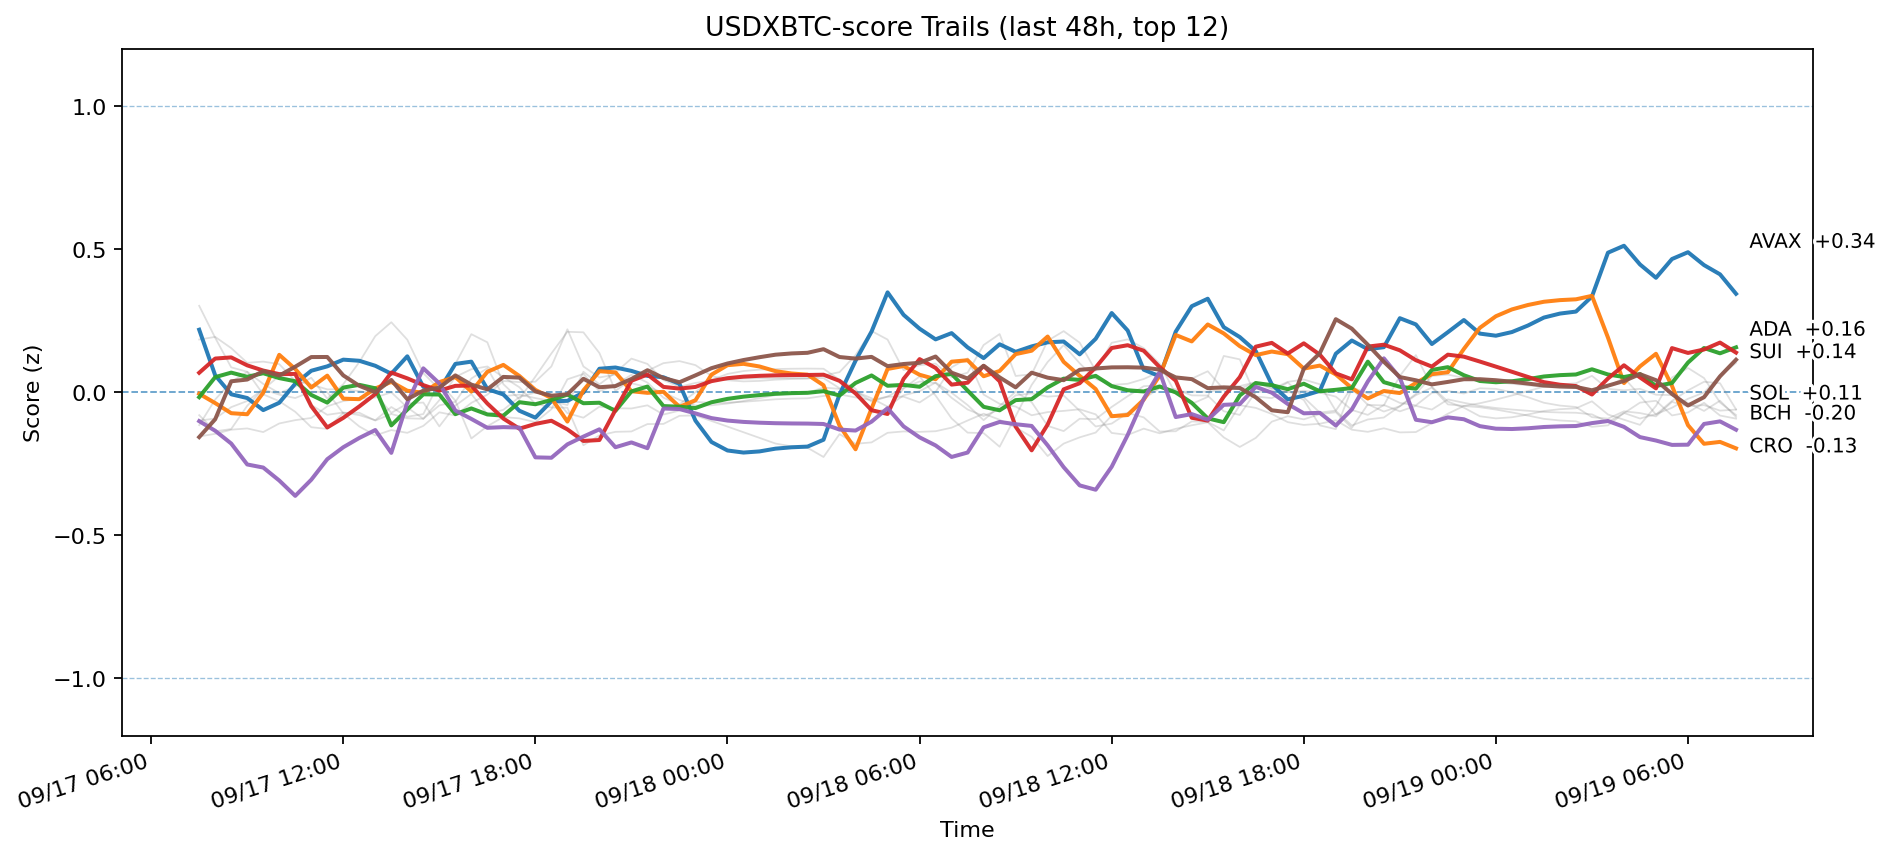 USDXBTC-score Trails (last 48h, top 12)
Score (z)
1.0
0.5
0.0
−0.5
−1.0
AVAX +0.34
ADA +0.16
SUI +0.14
SOL +0.11
BCH -0.20
CRO -0.13
09/17 06:00
09/17 12:00
09/17 18:00
09/18 00:00
09/18 06:00
09/18 12:00
09/18 18:00
09/19 00:00
09/19 06:00
Time